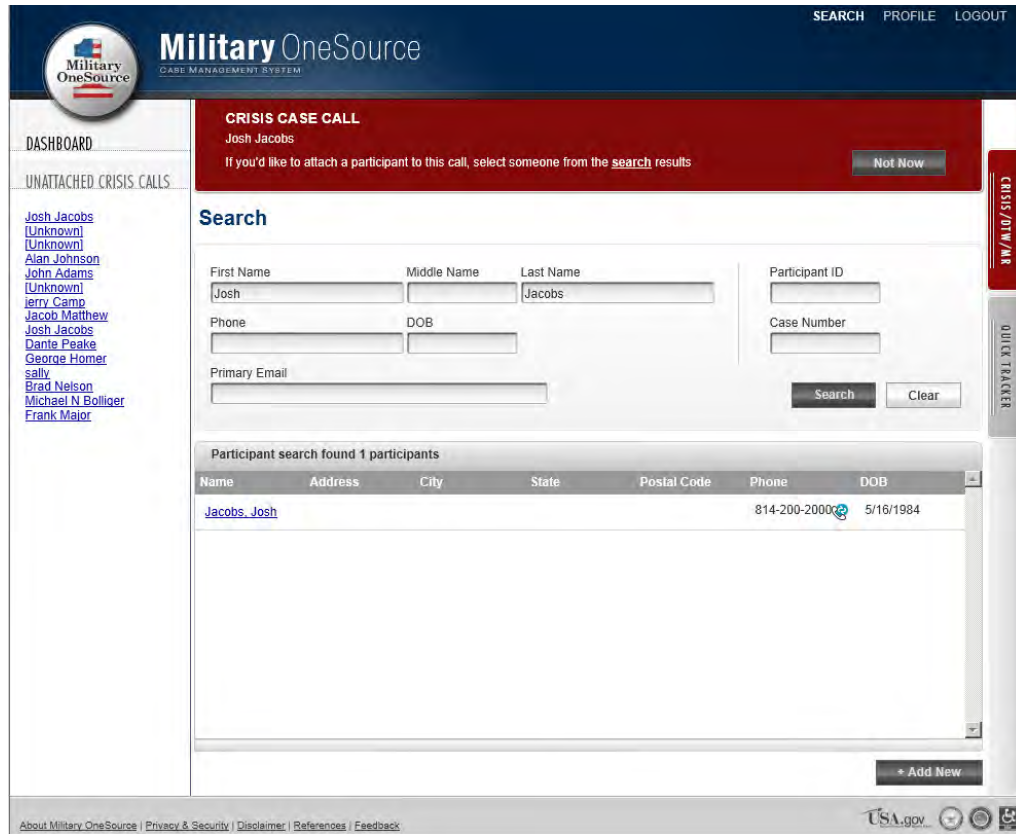 SEARCH PROFILE LOGOUT
Military OneSource
Military OneSource
CASE MANAGEMENT SYSTEM
DASHBOARD
UNATTACHED CRISIS CALLS
Josh Jacobs
[Unknown]
[Unknown]
Alan Johnson
John Adams
[Unknown]
jerry Camp
Jacob Matthew
Josh Jacobs
Dante Peake
George Homer
sally
Brad Nelson
Michael N Bolliger
Frank Major
CRISIS CASE CALL
Josh Jacobs
If you'd like to attach a participant to this call, select someone from the search results
Not Now
CRISIS/DTW/MR
QUICK TRACKER
Search
First Name Middle Name Last Name Participant ID
Josh Jacobs
Phone DOB Case Number
Primary Email
Search Clear
Participant search found 1 participants
Name Address City State Postal Code Phone DOB
Jacobs, Josh 814-200-2000 5/16/1984
+ Add New
About Military OneSource | Privacy & Security | Disclaimer | References | Feedback
USA.gov